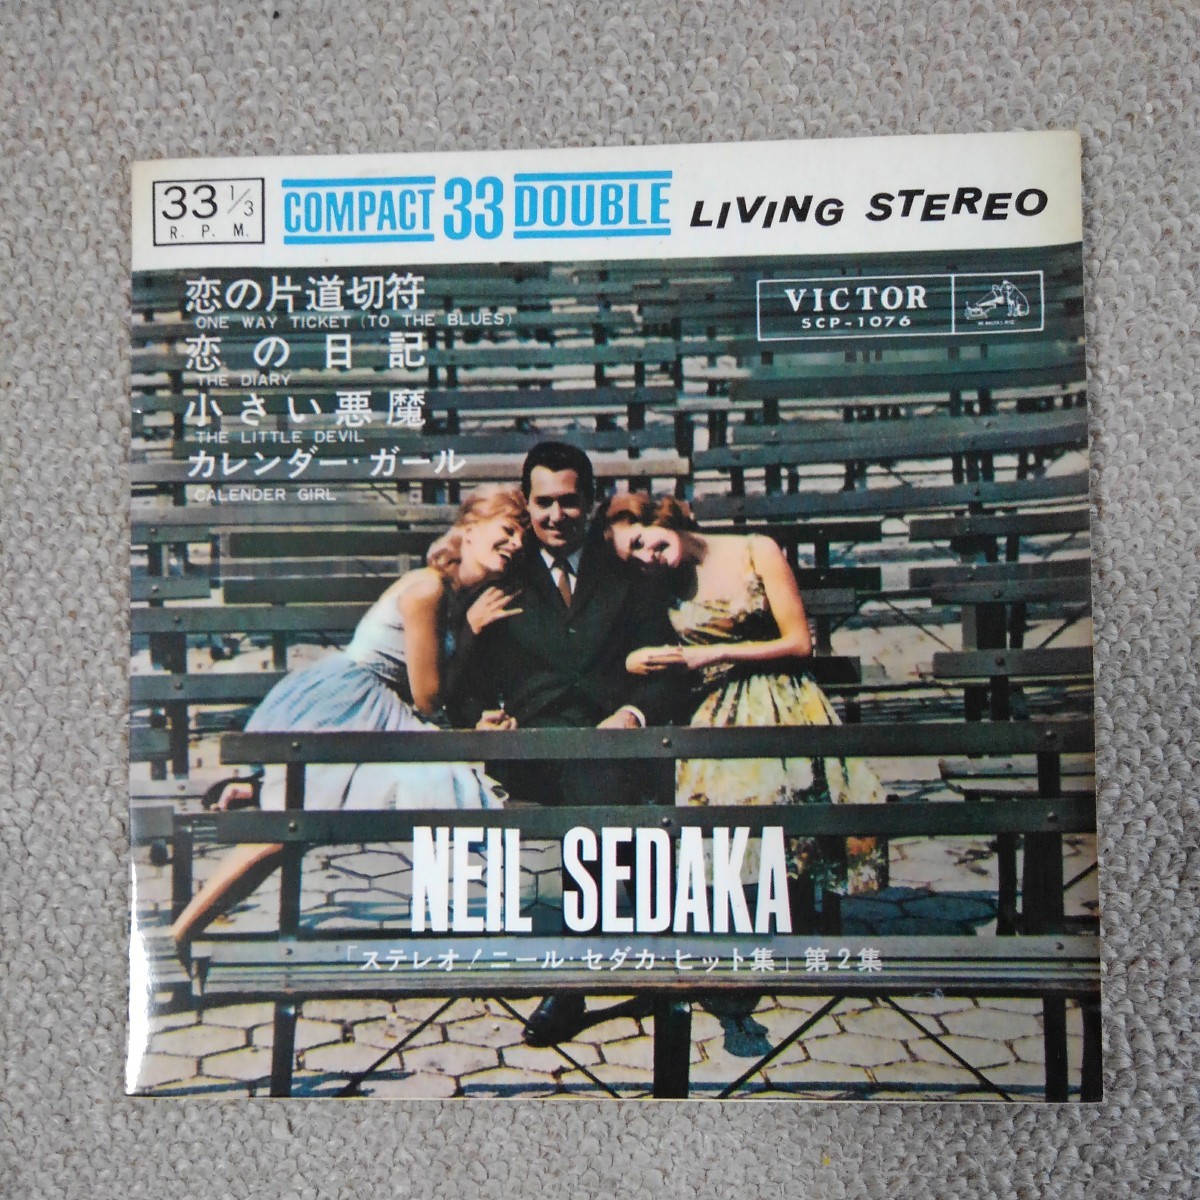 33 1/3
R. P. M.
COMPACT 33 DOUBLE
LIVING STEREO
VICTOR
SCP-1076
恋の片道切符
ONE WAY TICKET (TO THE BLUES)
恋の日記
THE DIARY
小さい悪魔
THE LITTLE DEVIL
カレンダー・ガール
CALENDER GIRL
NEIL SEDAKA
「ステレオ!ニール・セダカ・ヒット集」第2集